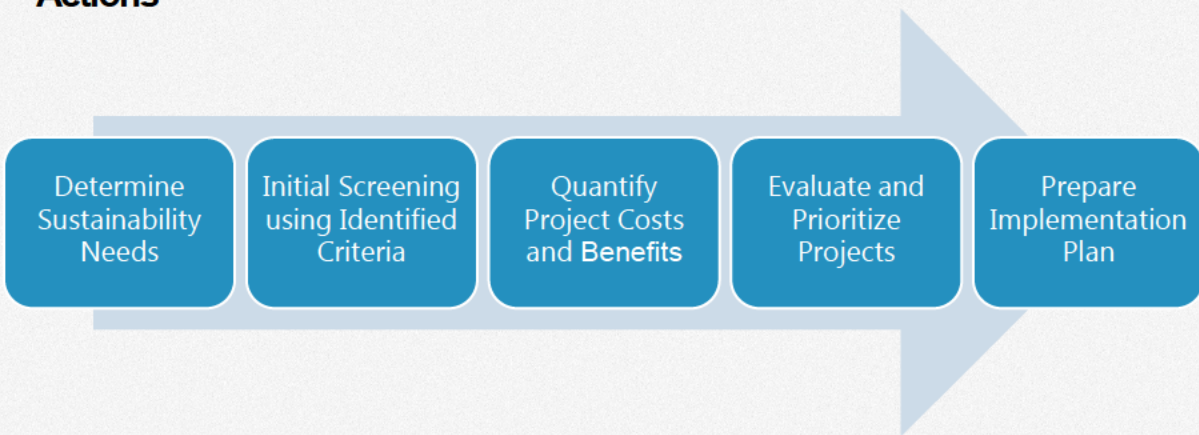 Actions
Determine
Sustainability
Needs
Initial Screening
using Identified
Criteria
Quantify
Project Costs
and Benefits
Evaluate and
Prioritize
Projects
Prepare
Implementation
Plan